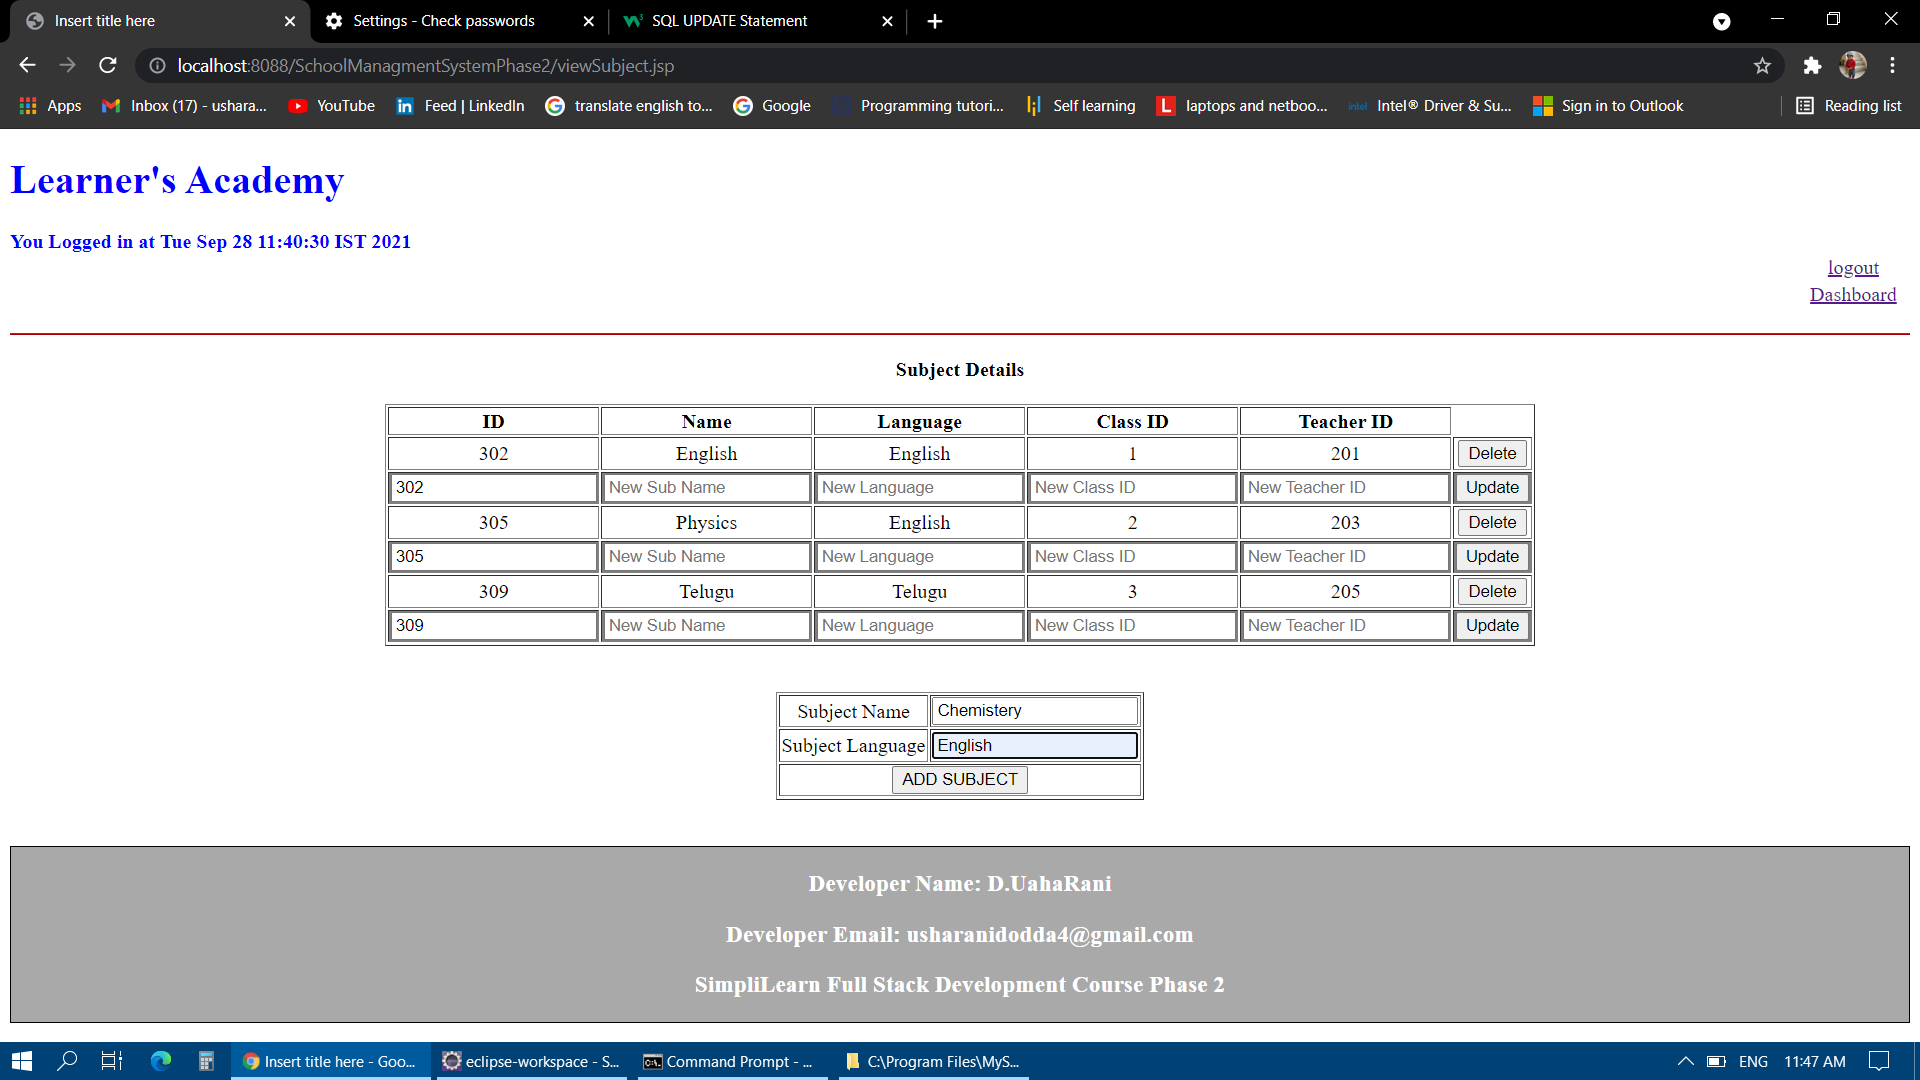 Insert title here
Settings - Check passwords
SQL UPDATE Statement
localhost:8088/SchoolManagmentSystemPhase2/viewSubject.jsp
Apps
Inbox (17) - ushara...
YouTube
Feed | LinkedIn
translate english to...
Google
Programming tutori...
Self learning
laptops and netboo...
Intel® Driver & Su...
Sign in to Outlook
Reading list
Learner's Academy
You Logged in at Tue Sep 28 11:40:30 IST 2021
logout
Dashboard
Subject Details
ID Name Language Class ID Teacher ID
302 English English 1 201 Delete
302 New Sub Name New Language New Class ID New Teacher ID Update
305 Physics English 2 203 Delete
305 New Sub Name New Language New Class ID New Teacher ID Update
309 Telugu Telugu 3 205 Delete
309 New Sub Name New Language New Class ID New Teacher ID Update
Subject Name Chemistery
Subject Language English
ADD SUBJECT
Developer Name: D.UahaRani
Developer Email: usharanidodda4@gmail.com
SimpliLearn Full Stack Development Course Phase 2
Insert title here - Goo...
eclipse-workspace - S...
Command Prompt - ...
C:\Program Files\MyS...
ENG
11:47 AM